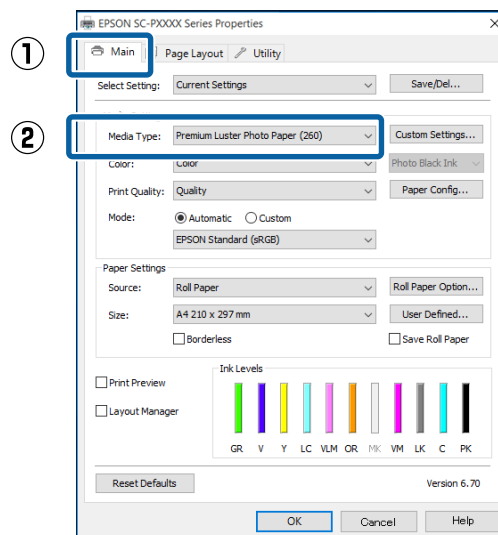 EPSON SC-PXXXX Series Properties
① Main Page Layout Utility
Select Setting: Current Settings Save/Del...
② Media Type: Premium Luster Photo Paper (260) Custom Settings...
Color: Color Photo Black Ink
Print Quality: Quality Paper Config...
Mode: Automatic Custom
EPSON Standard (sRGB)
Paper Settings
Source: Roll Paper Roll Paper Option...
Size: A4 210 x 297 mm User Defined...
Borderless Save Roll Paper
Ink Levels
Print Preview
Layout Manager
GR V Y LC VLM OR MK VM LK C PK
Reset Defaults Version 6.70
OK Cancel Help